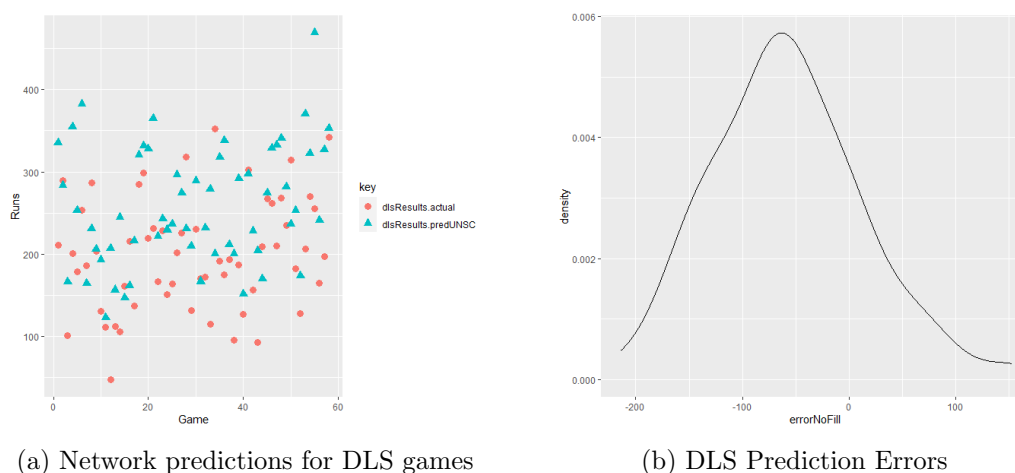 400
300
200
100
Runs
0
20
40
60
Game
key
dlsResults.actual
dlsResults.predUNSC
(a) Network predictions for DLS games
0.006
0.004
0.002
0.000
density
-200
-100
0
100
errorNoFill
(b) DLS Prediction Errors